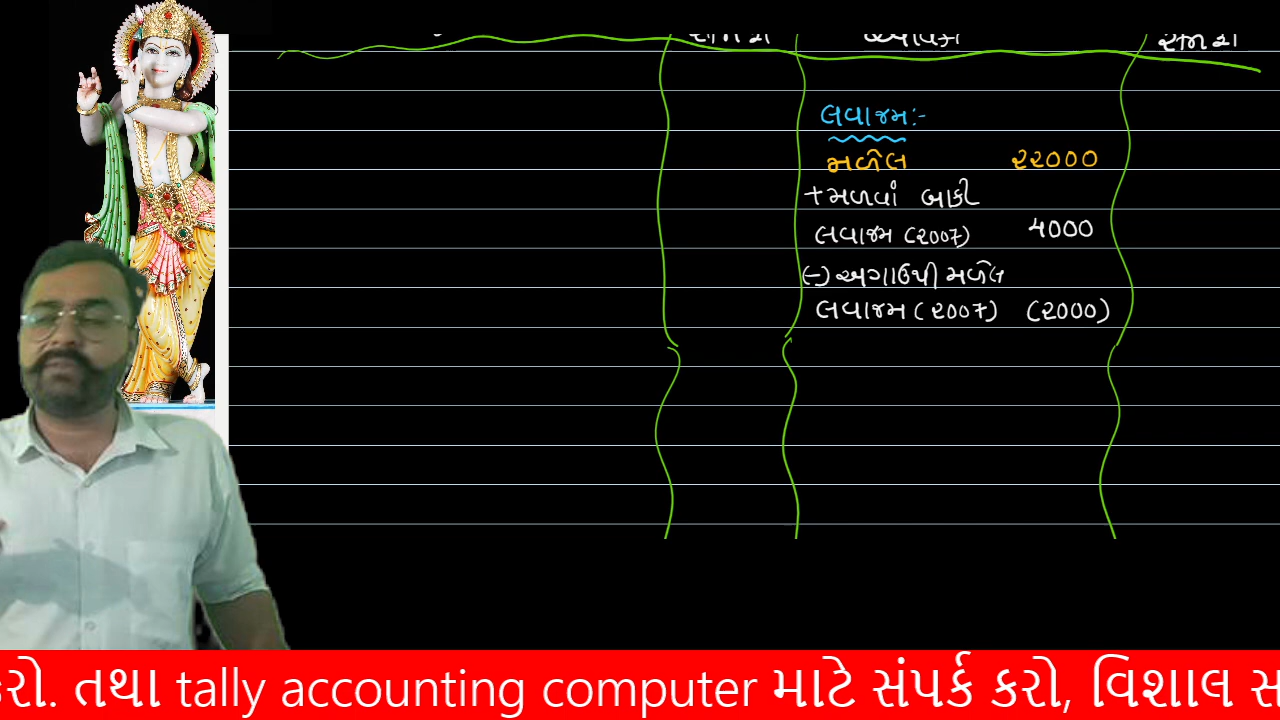 લવાજમ:-
મળેલ ૨૨૦૦૦
+ મળવાં બાકી
લવાજમ (૨૦૦૭) ૫૦૦૦
(-) અગાઉથી મળેલ
લવાજમ (૨૦૦૭) (૨૦૦૦)
કરો. તથા tally accounting computer માટે સંપર્ક કરો, વિશાલ